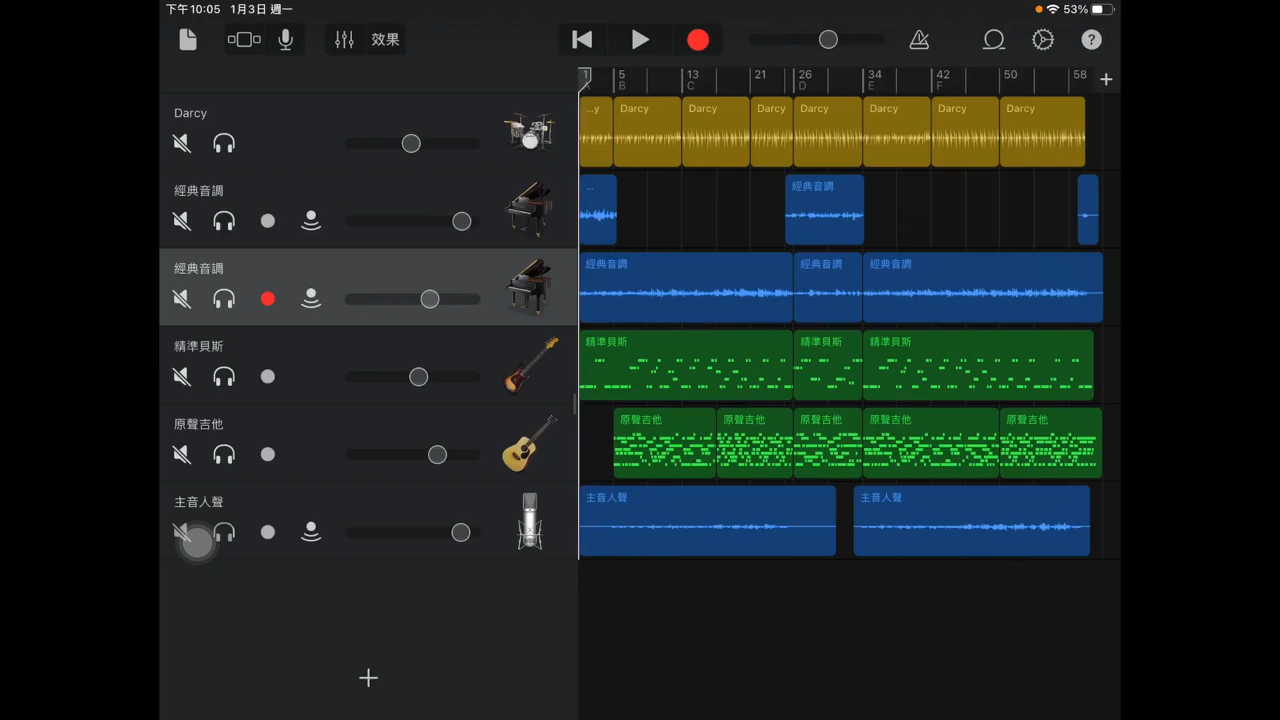 下午10:05 1月3日 週一
53%
效果
?
1 5 13 21 26 34 42 50 58
B C D E F
Darcy
...y Darcy Darcy Darcy Darcy Darcy Darcy Darcy
經典音調
... 經典音調
經典音調
經典音調 經典音調 經典音調
精準貝斯
精準貝斯 精準貝斯 精準貝斯
原聲吉他
原聲吉他 原聲吉他 原聲吉他 原聲吉他 原聲吉他
主音人聲
主音人聲 主音人聲